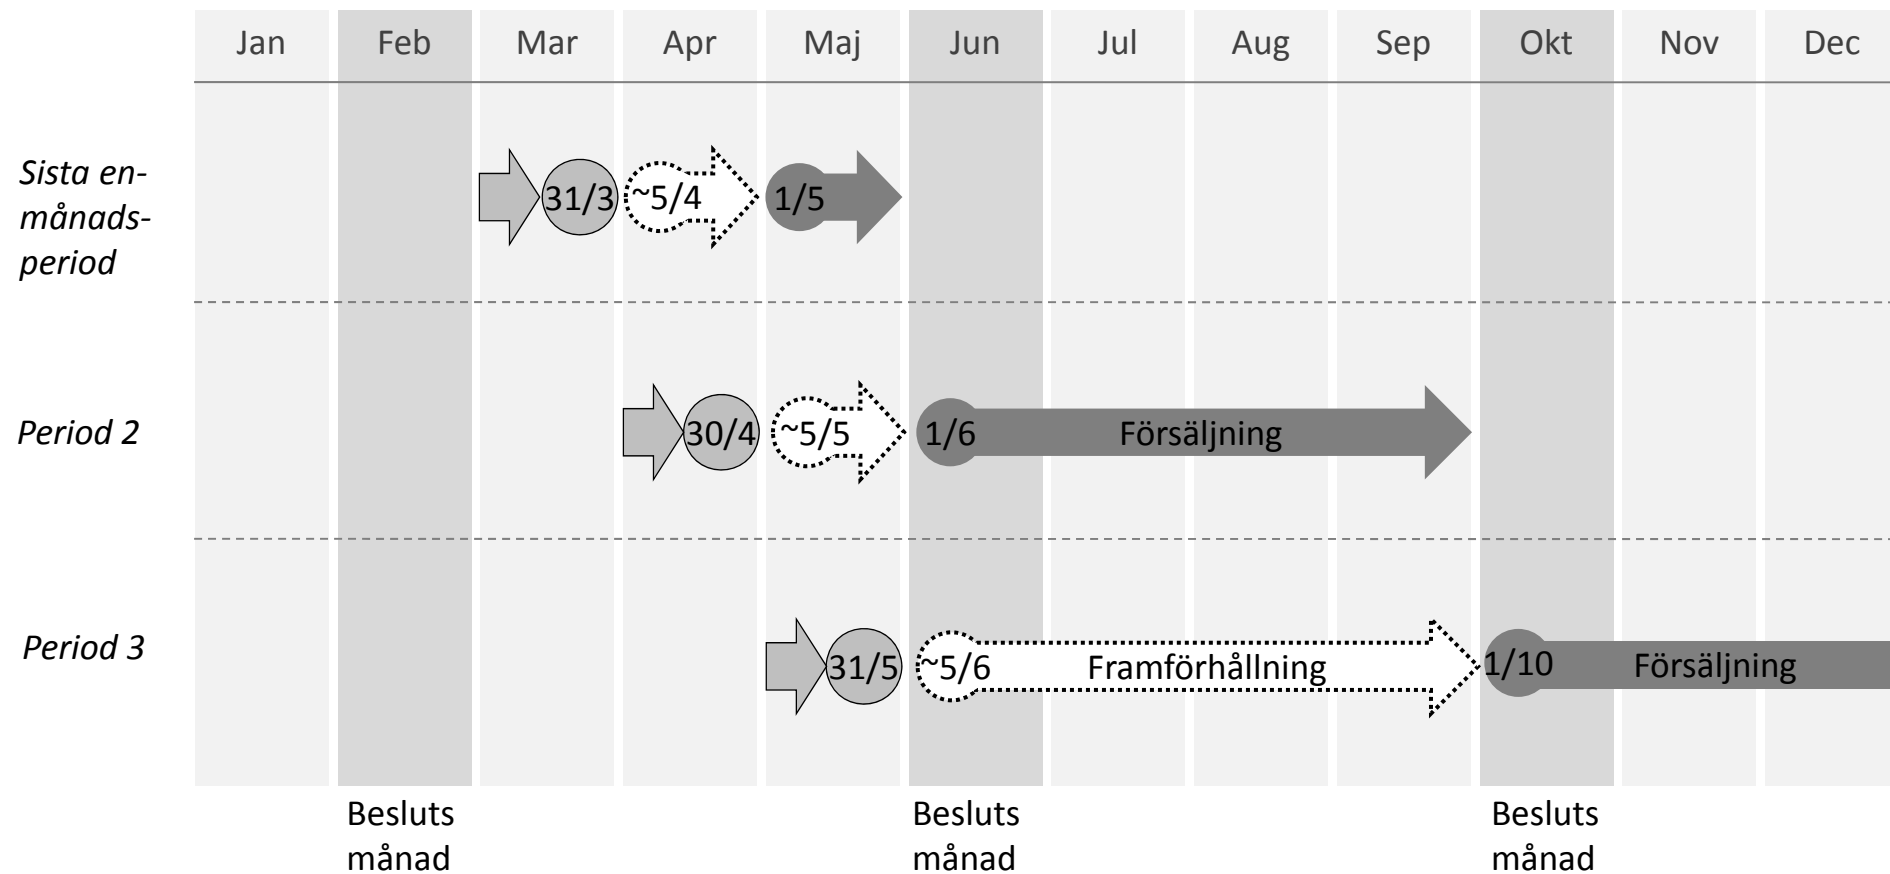 Jan Feb Mar Apr Maj Jun Jul Aug Sep Okt Nov Dec
Sista en-
månads-
period
31/3 ~5/4 1/5
Period 2
30/4 ~5/5 1/6 Försäljning
Period 3
31/5 ~5/6 Framförhållning 1/10 Försäljning
Besluts
månad
Besluts
månad
Besluts
månad